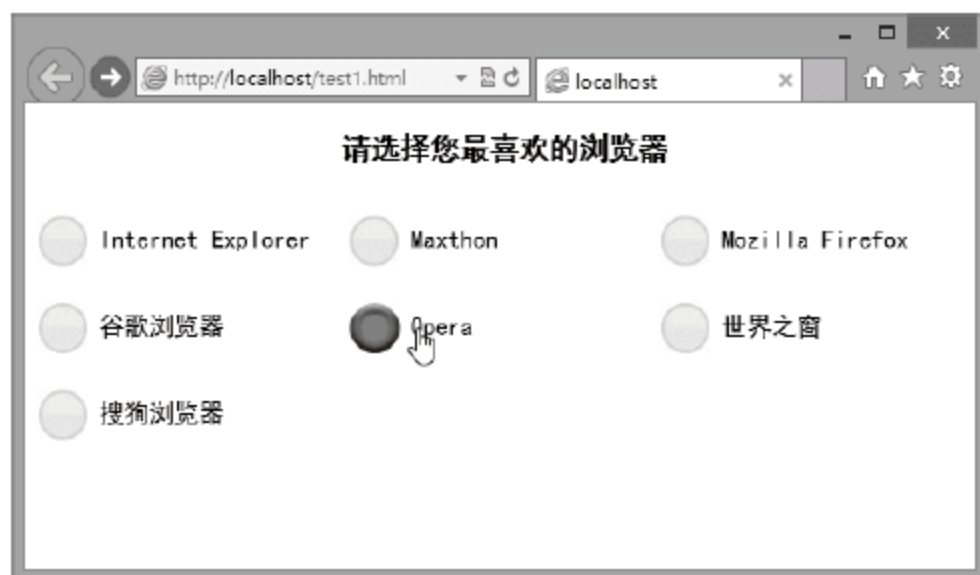 http://localhost/test1.html
localhost
请选择您最喜欢的浏览器
Internet Explorer
Maxthon
Mozilla Firefox
谷歌浏览器
Opera
世界之窗
搜狗浏览器